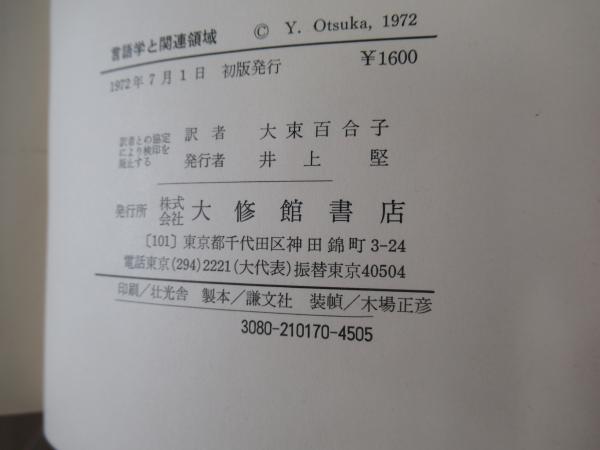 言語学と関連領域 © Y. Otsuka, 1972
1972年7月1日 初版発行 ¥1600
訳者との協定
により検印を
廃止する
訳者 大束百合子
発行者 井上堅
発行所 株式会社 大修館書店
〔101〕東京都千代田区神田錦町3-24
電話東京(294)2221(大代表)振替東京40504
印刷／壮光舎 製本／謙文社 装幀／木場正彦
3080-210170-4505